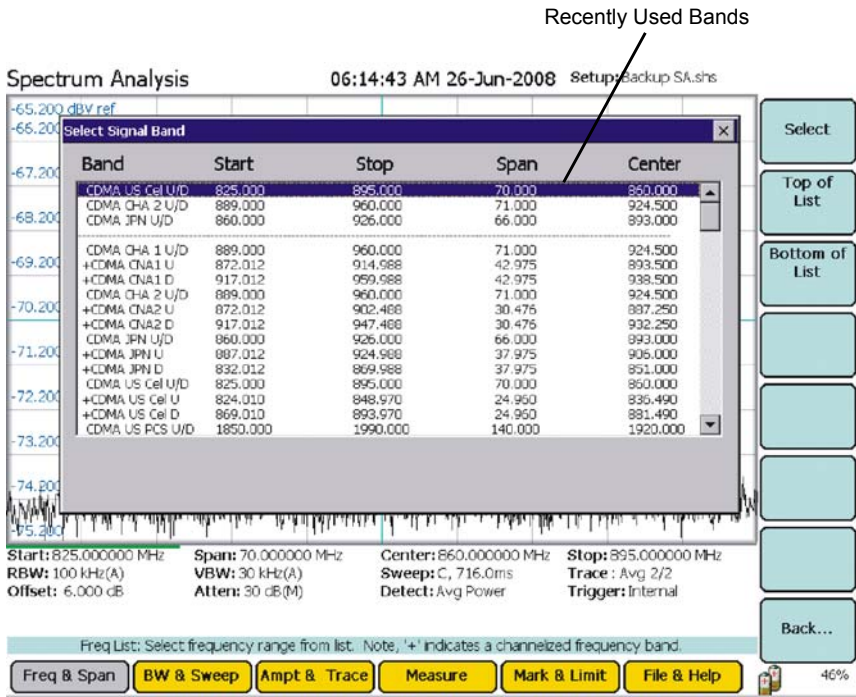 Recently Used Bands
Spectrum Analysis 06:14:43 AM 26-Jun-2008 Setup: Backup SA.shs
-65.200 dBV ref
-66.200
Select Signal Band
Band Start Stop Span Center
CDMA US Cel U/D 825.000 895.000 70.000 860.000
CDMA CHA 2 U/D 889.000 960.000 71.000 924.500
CDMA JPN U/D 860.000 926.000 66.000 893.000
CDMA CHA 1 U/D 889.000 960.000 71.000 924.500
+CDMA CNA1 U 872.012 914.988 42.975 893.500
+CDMA CNA1 D 917.012 959.988 42.975 938.500
CDMA CHA 2 U/D 889.000 960.000 71.000 924.500
+CDMA CNA2 U 872.012 902.488 30.476 887.250
+CDMA CNA2 D 917.012 947.488 30.476 932.250
CDMA JPN U/D 860.000 926.000 66.000 893.000
+CDMA JPN U 887.012 924.988 37.975 906.000
+CDMA JPN D 832.012 869.988 37.975 851.000
CDMA US Cel U/D 825.000 895.000 70.000 860.000
+CDMA US Cel U 824.010 848.970 24.960 836.490
+CDMA US Cel D 869.010 893.970 24.960 881.490
CDMA US PCS U/D 1850.000 1990.000 140.000 1920.000
-67.200
-68.200
-69.200
-70.200
-71.200
-72.200
-73.200
-74.200
-75.200
Select
Top of
List
Bottom of
List
Back...
Start: 825.000000 MHz Span: 70.000000 MHz Center: 860.000000 MHz Stop: 895.000000 MHz
RBW: 100 kHz(A) VBW: 30 kHz(A) Sweep: C, 716.0ms Trace : Avg 2/2
Offset: 6.000 dB Atten: 30 dB(M) Detect: Avg Power Trigger: Internal
Freq List: Select frequency range from list. Note, '+' indicates a channelized frequency band.
Freq & Span BW & Sweep Ampt & Trace Measure Mark & Limit File & Help 46%